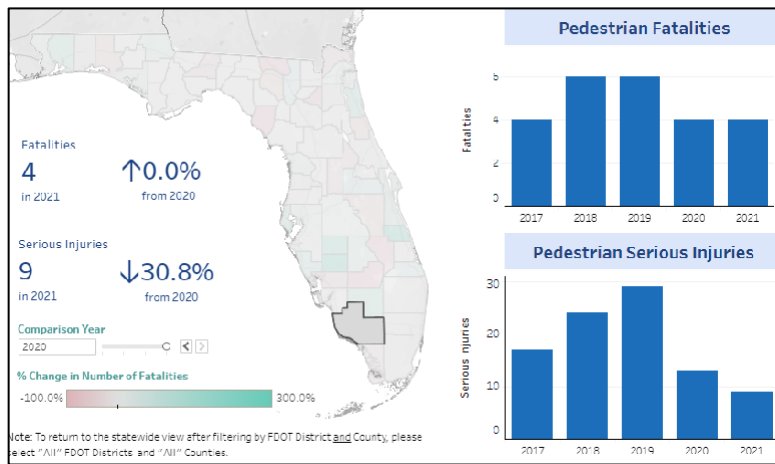 Pedestrian Fatalities
6
4
2
0
Fatalties
2017 2018 2019 2020 2021
Fatalities
4
in 2021
↑0.0%
from 2020
Serious Injuries
9
in 2021
↓30.8%
from 2020
Comparison Year
2020
% Change in Number of Fatalities
-100.0% 300.0%
Note: To return to the statewide view after filtering by FDOT District and County, please
select "All" FDOT Districts and "All" Counties.
Pedestrian Serious Injuries
30
20
10
0
Serious Injuries
2017 2018 2019 2020 2021